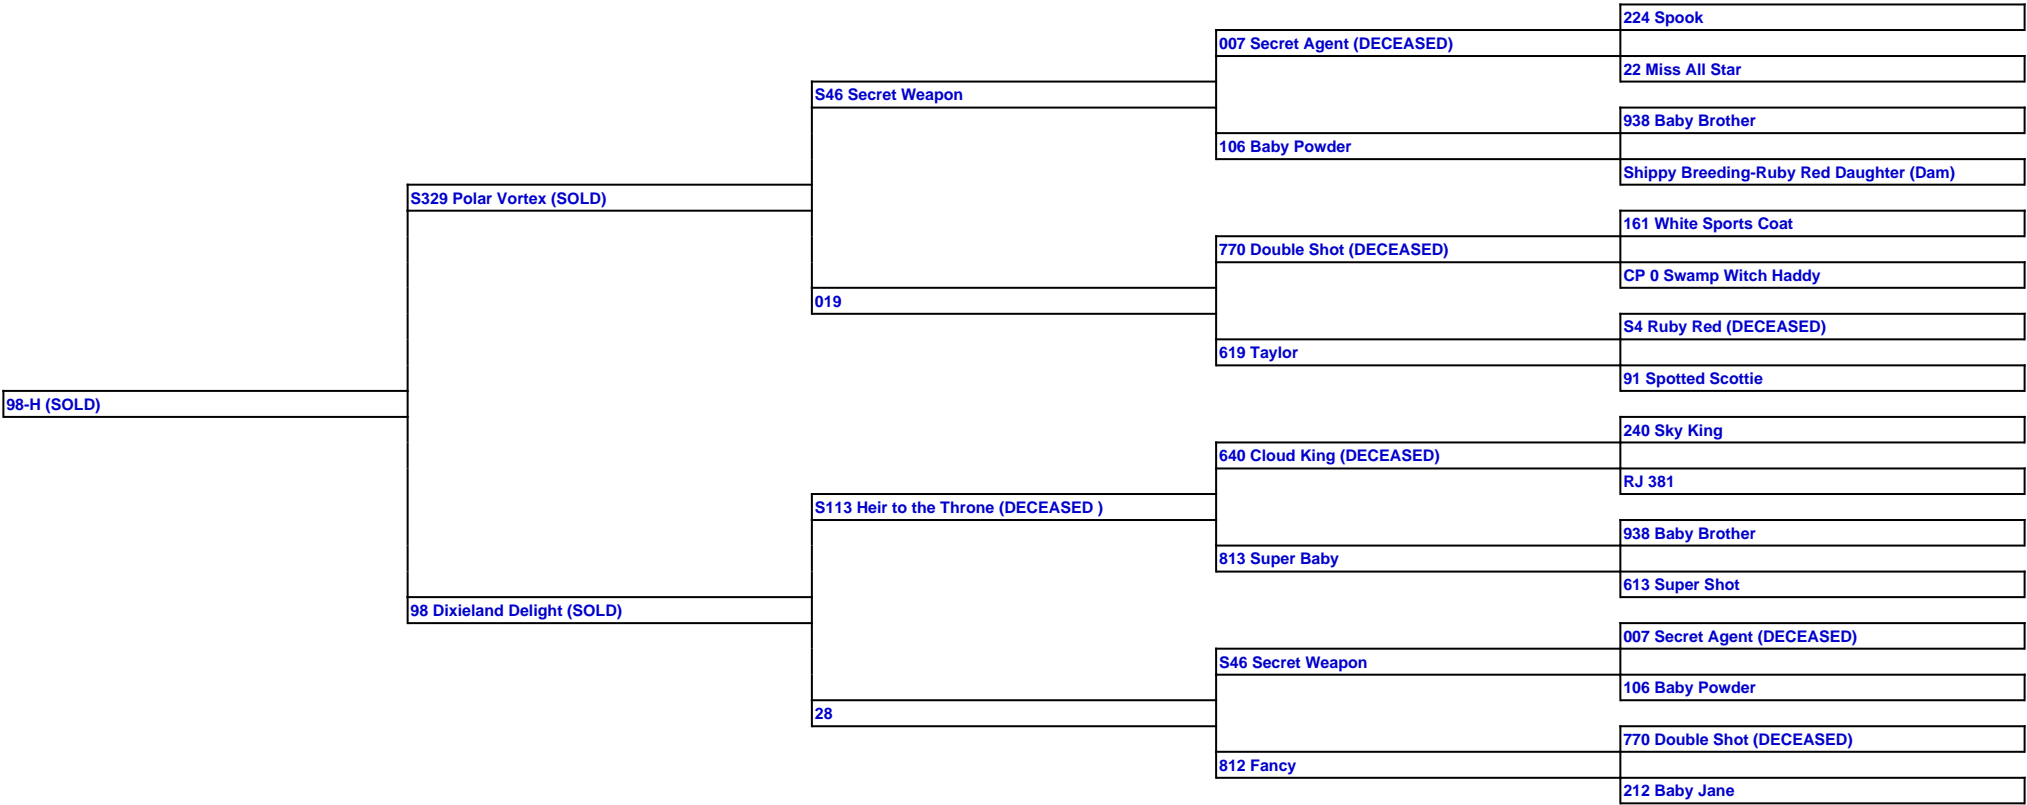 224 Spook
007 Secret Agent (DECEASED)
22 Miss All Star
S46 Secret Weapon
938 Baby Brother
106 Baby Powder
Shippy Breeding-Ruby Red Daughter (Dam)
S329 Polar Vortex (SOLD)
161 White Sports Coat
770 Double Shot (DECEASED)
CP 0 Swamp Witch Haddy
019
S4 Ruby Red (DECEASED)
619 Taylor
91 Spotted Scottie
98-H (SOLD)
240 Sky King
640 Cloud King (DECEASED)
RJ 381
S113 Heir to the Throne (DECEASED )
938 Baby Brother
813 Super Baby
613 Super Shot
98 Dixieland Delight (SOLD)
007 Secret Agent (DECEASED)
S46 Secret Weapon
106 Baby Powder
28
770 Double Shot (DECEASED)
812 Fancy
212 Baby Jane